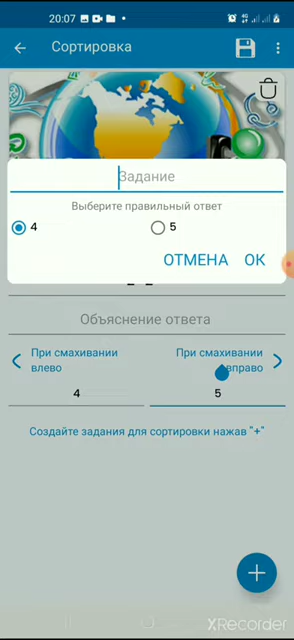 20:07
Сортировка
Задание
Выберите правильный ответ
4
5
ОТМЕНА
ОК
Объяснение ответа
При смахивании
влево
При смахивании
вправо
4
5
Создайте задания для сортировки нажав "+"
XRecorder